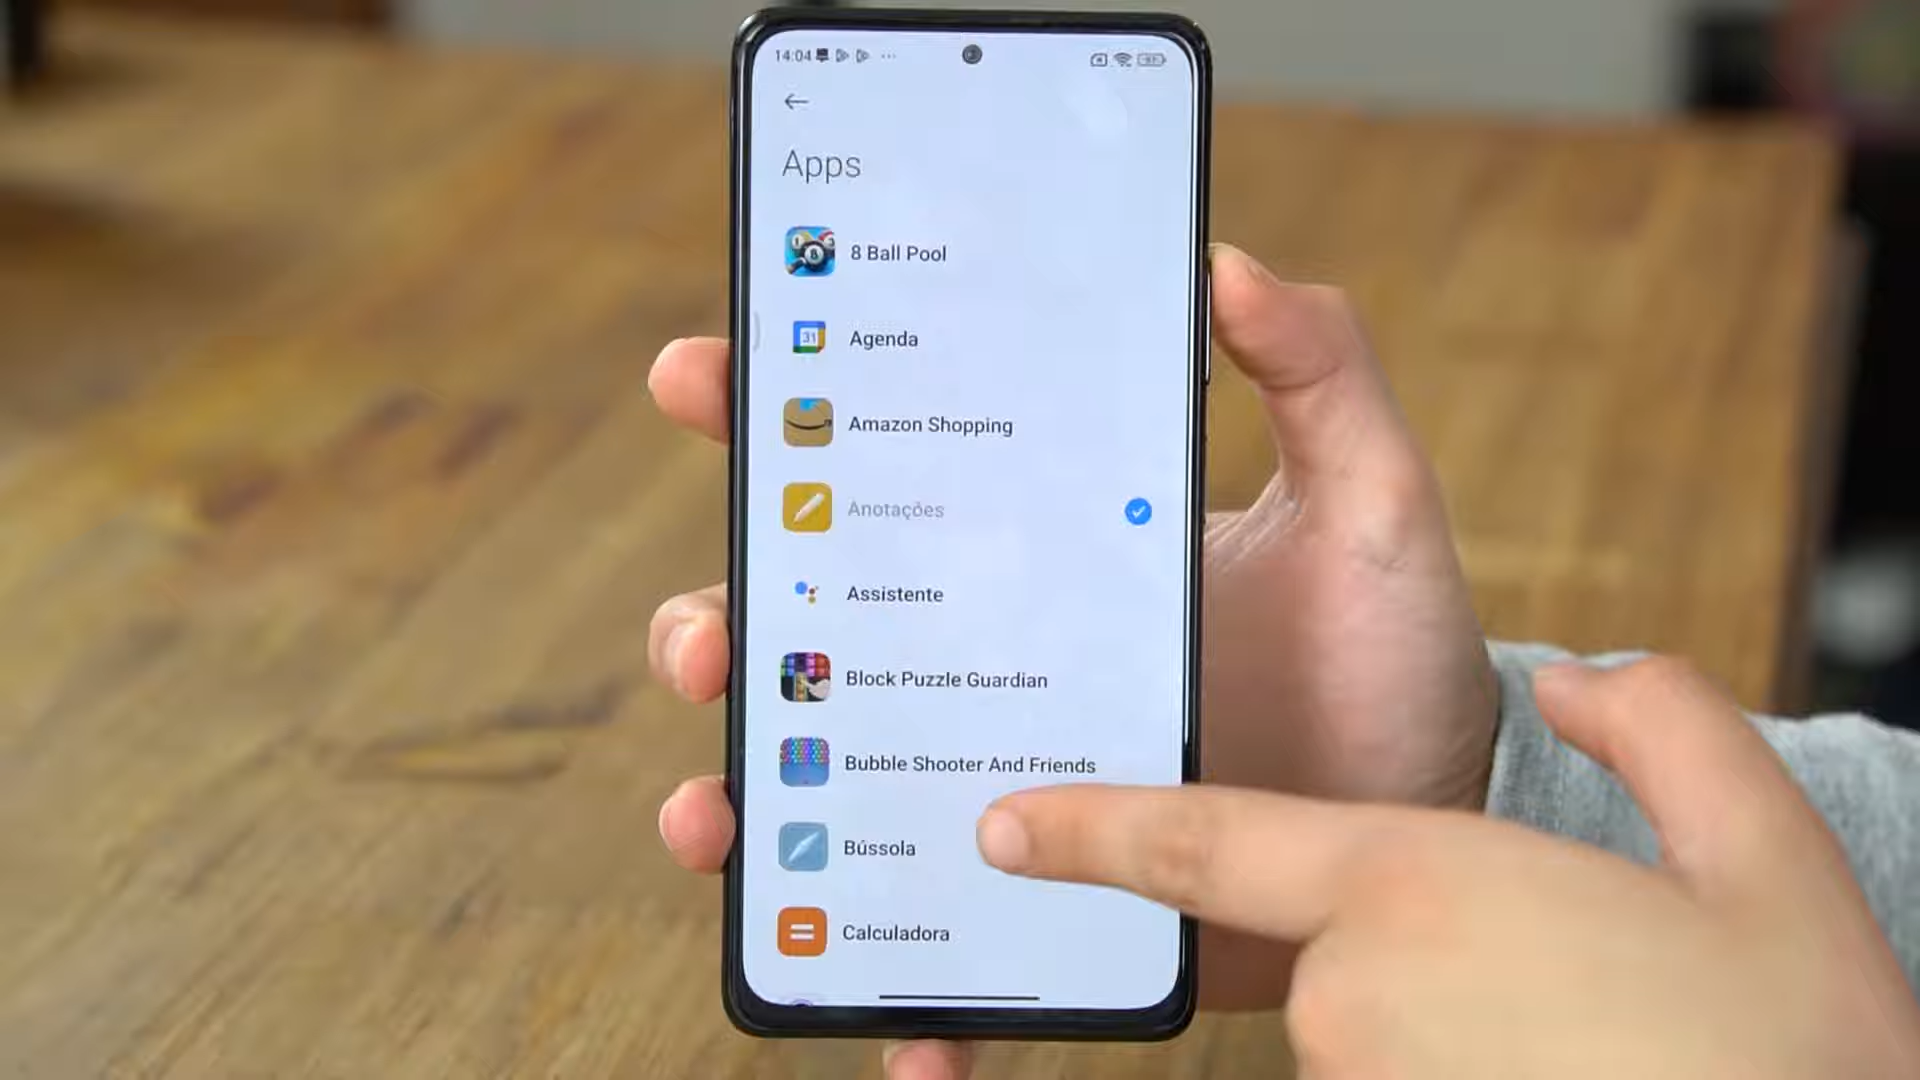 14:04
Apps
8 Ball Pool
31
Agenda
Amazon Shopping
Anotações
Assistente
Block Puzzle Guardian
Bubble Shooter And Friends
Bússola
Calculadora